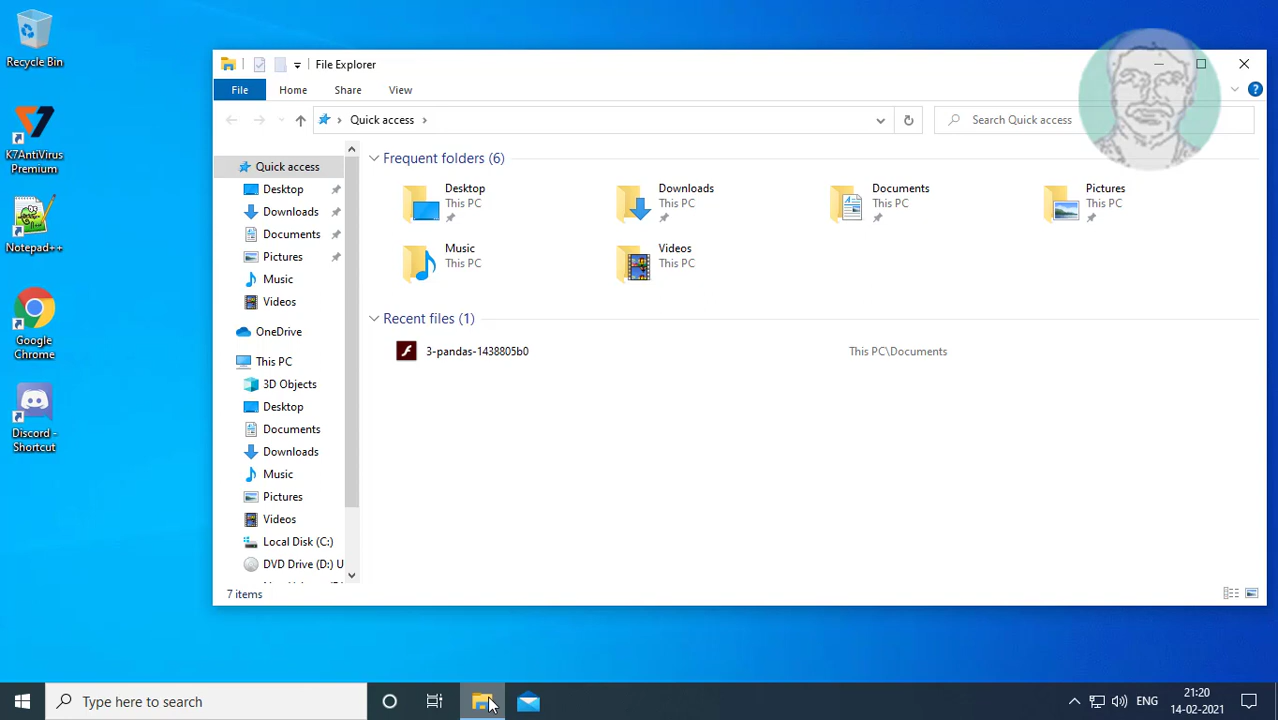 Recycle Bin
K7AntiVirus
Premium
Notepad++
Google
Chrome
Discord -
Shortcut
File Explorer
File
Home
Share
View
Quick access
Search Quick access
Quick access
Desktop
Downloads
Documents
Pictures
Music
Videos
OneDrive
This PC
3D Objects
Desktop
Documents
Downloads
Music
Pictures
Videos
Local Disk (C:)
DVD Drive (D:) U
Frequent folders (6)
Desktop
This PC
Downloads
This PC
Documents
This PC
Pictures
This PC
Music
This PC
Videos
This PC
Recent files (1)
3-pandas-1438805b0
This PC\Documents
7 items
Type here to search
ENG
21:20
14-02-2021